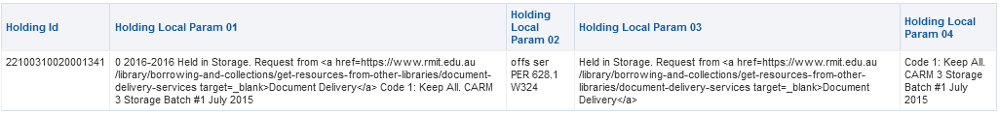 Holding Id
Holding Local Param 01
Holding
Local
Param 02
Holding Local Param 03
Holding Local
Param 04
22100310020001341
0 2016-2016 Held in Storage. Request from <a href=https://www.rmit.edu.au
/library/borrowing-and-collections/get-resources-from-other-libraries/document-
delivery-services target=_blank>Document Delivery</a> Code 1: Keep All. CARM
3 Storage Batch #1 July 2015
offs ser
PER 628.1
W324
Held in Storage. Request from <a href=https://www.rmit.edu.au
/library/borrowing-and-collections/get-resources-from-other-
libraries/document-delivery-services target=_blank>Document
Delivery</a>
Code 1: Keep All.
CARM 3 Storage
Batch #1 July
2015